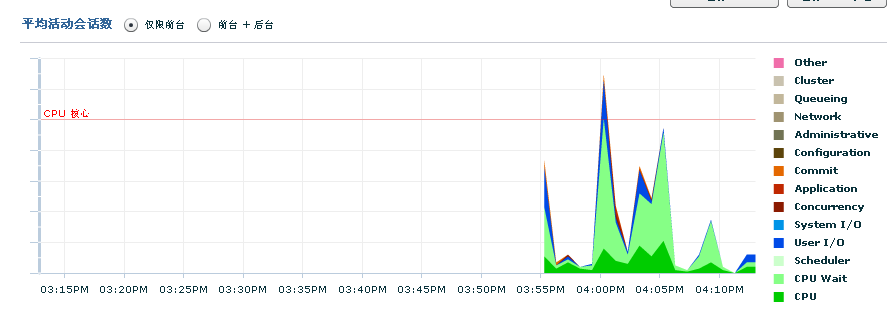 平均活动会话数 仅限前台 前台 + 后台
CPU 核心
Other
Cluster
Queueing
Network
Administrative
Configuration
Commit
Application
Concurrency
System I/O
User I/O
Scheduler
CPU Wait
CPU
03:15PM 03:20PM 03:25PM 03:30PM 03:35PM 03:40PM 03:45PM 03:50PM 03:55PM 04:00PM 04:05PM 04:10PM